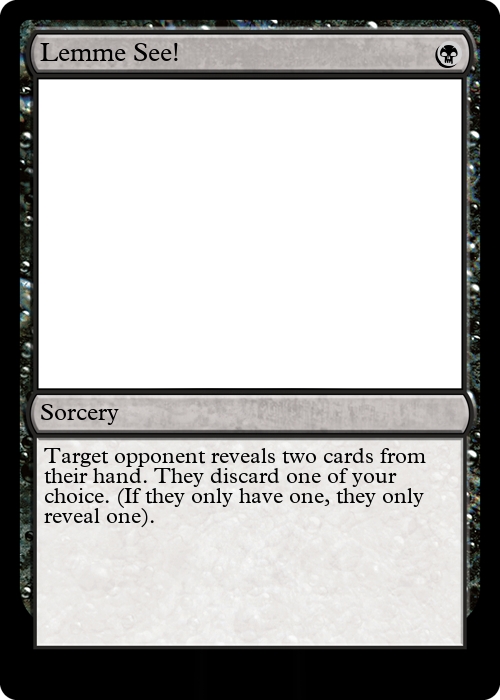 Lemme See!
Sorcery
Target opponent reveals two cards from
their hand. They discard one of your
choice. (If they only have one, they only
reveal one).